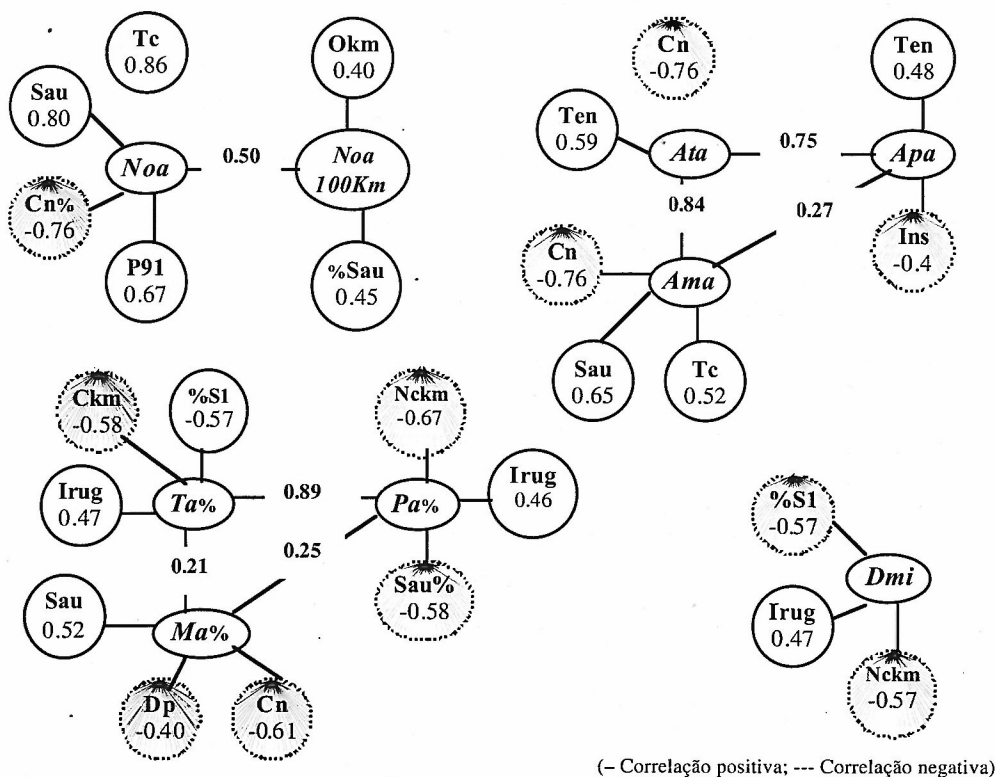 Tc
0.86
Okm
0.40
Sau
0.80
Noa
0.50
Noa
100Km
Cn%
-0.76
P91
0.67
%Sau
0.45
Cn
-0.76
Ten
0.48
Ten
0.59
Ata
0.75
Apa
0.84
0.27
Cn
-0.76
Ama
Ins
-0.4
Sau
0.65
Tc
0.52
Ckm
-0.58
%S1
-0.57
Nckm
-0.67
Irug
0.47
Ta%
0.89
Pa%
Irug
0.46
0.21
0.25
Sau
0.52
Ma%
Sau%
-0.58
Dp
-0.40
Cn
-0.61
%S1
-0.57
Dmi
Irug
0.47
Nckm
-0.57
(– Correlação positiva; --- Correlação negativa)